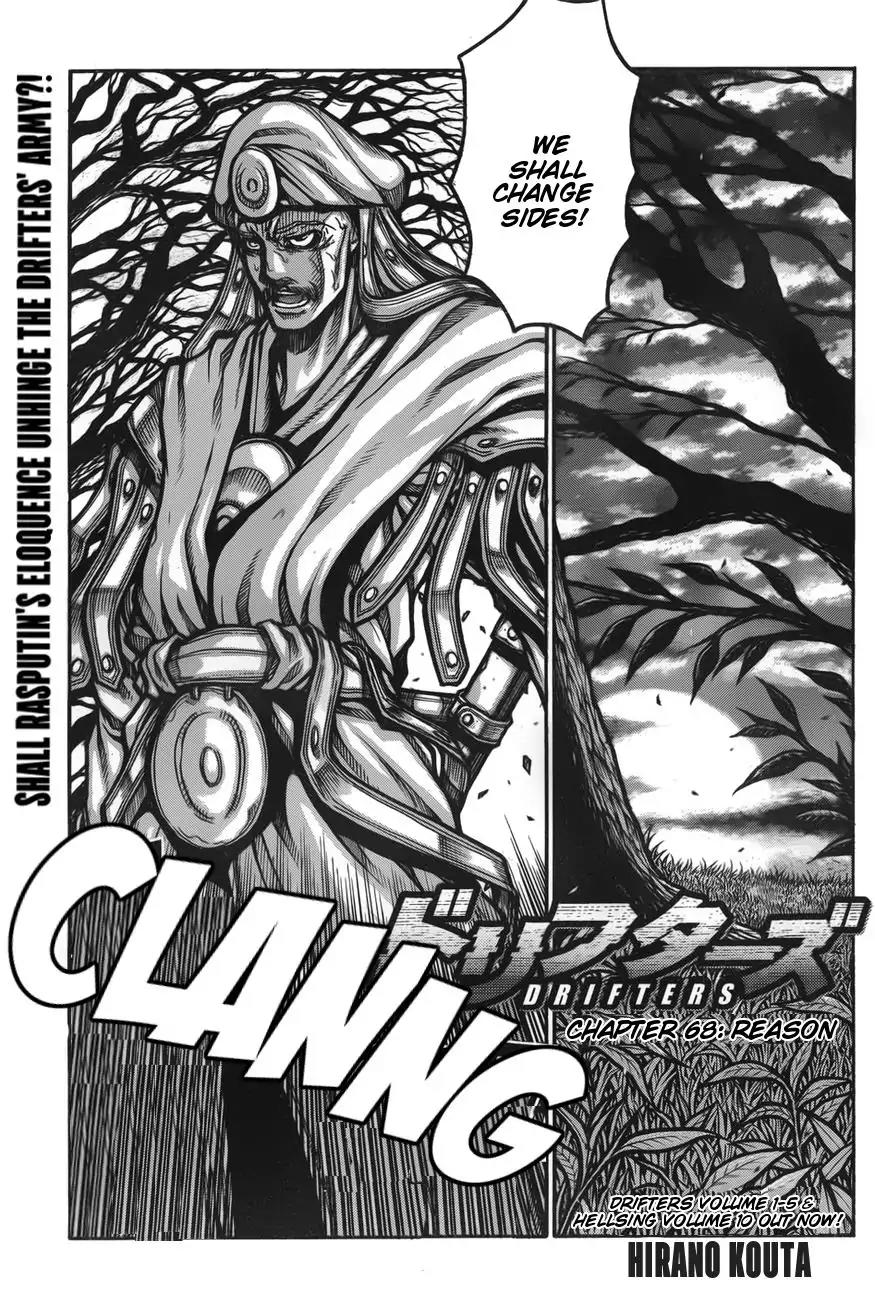 SHALL RASPUTIN'S ELOQUENCE UNHINGE THE DRIFTERS' ARMY?!
WE
SHALL
CHANGE
SIDES!
CLANNG
ドリフターズ
DRIFTERS
CHAPTER 68: REASON
DRIFTERS VOLUME 1-5 &
HELLSING VOLUME 10 OUT NOW!
HIRANO KOUTA